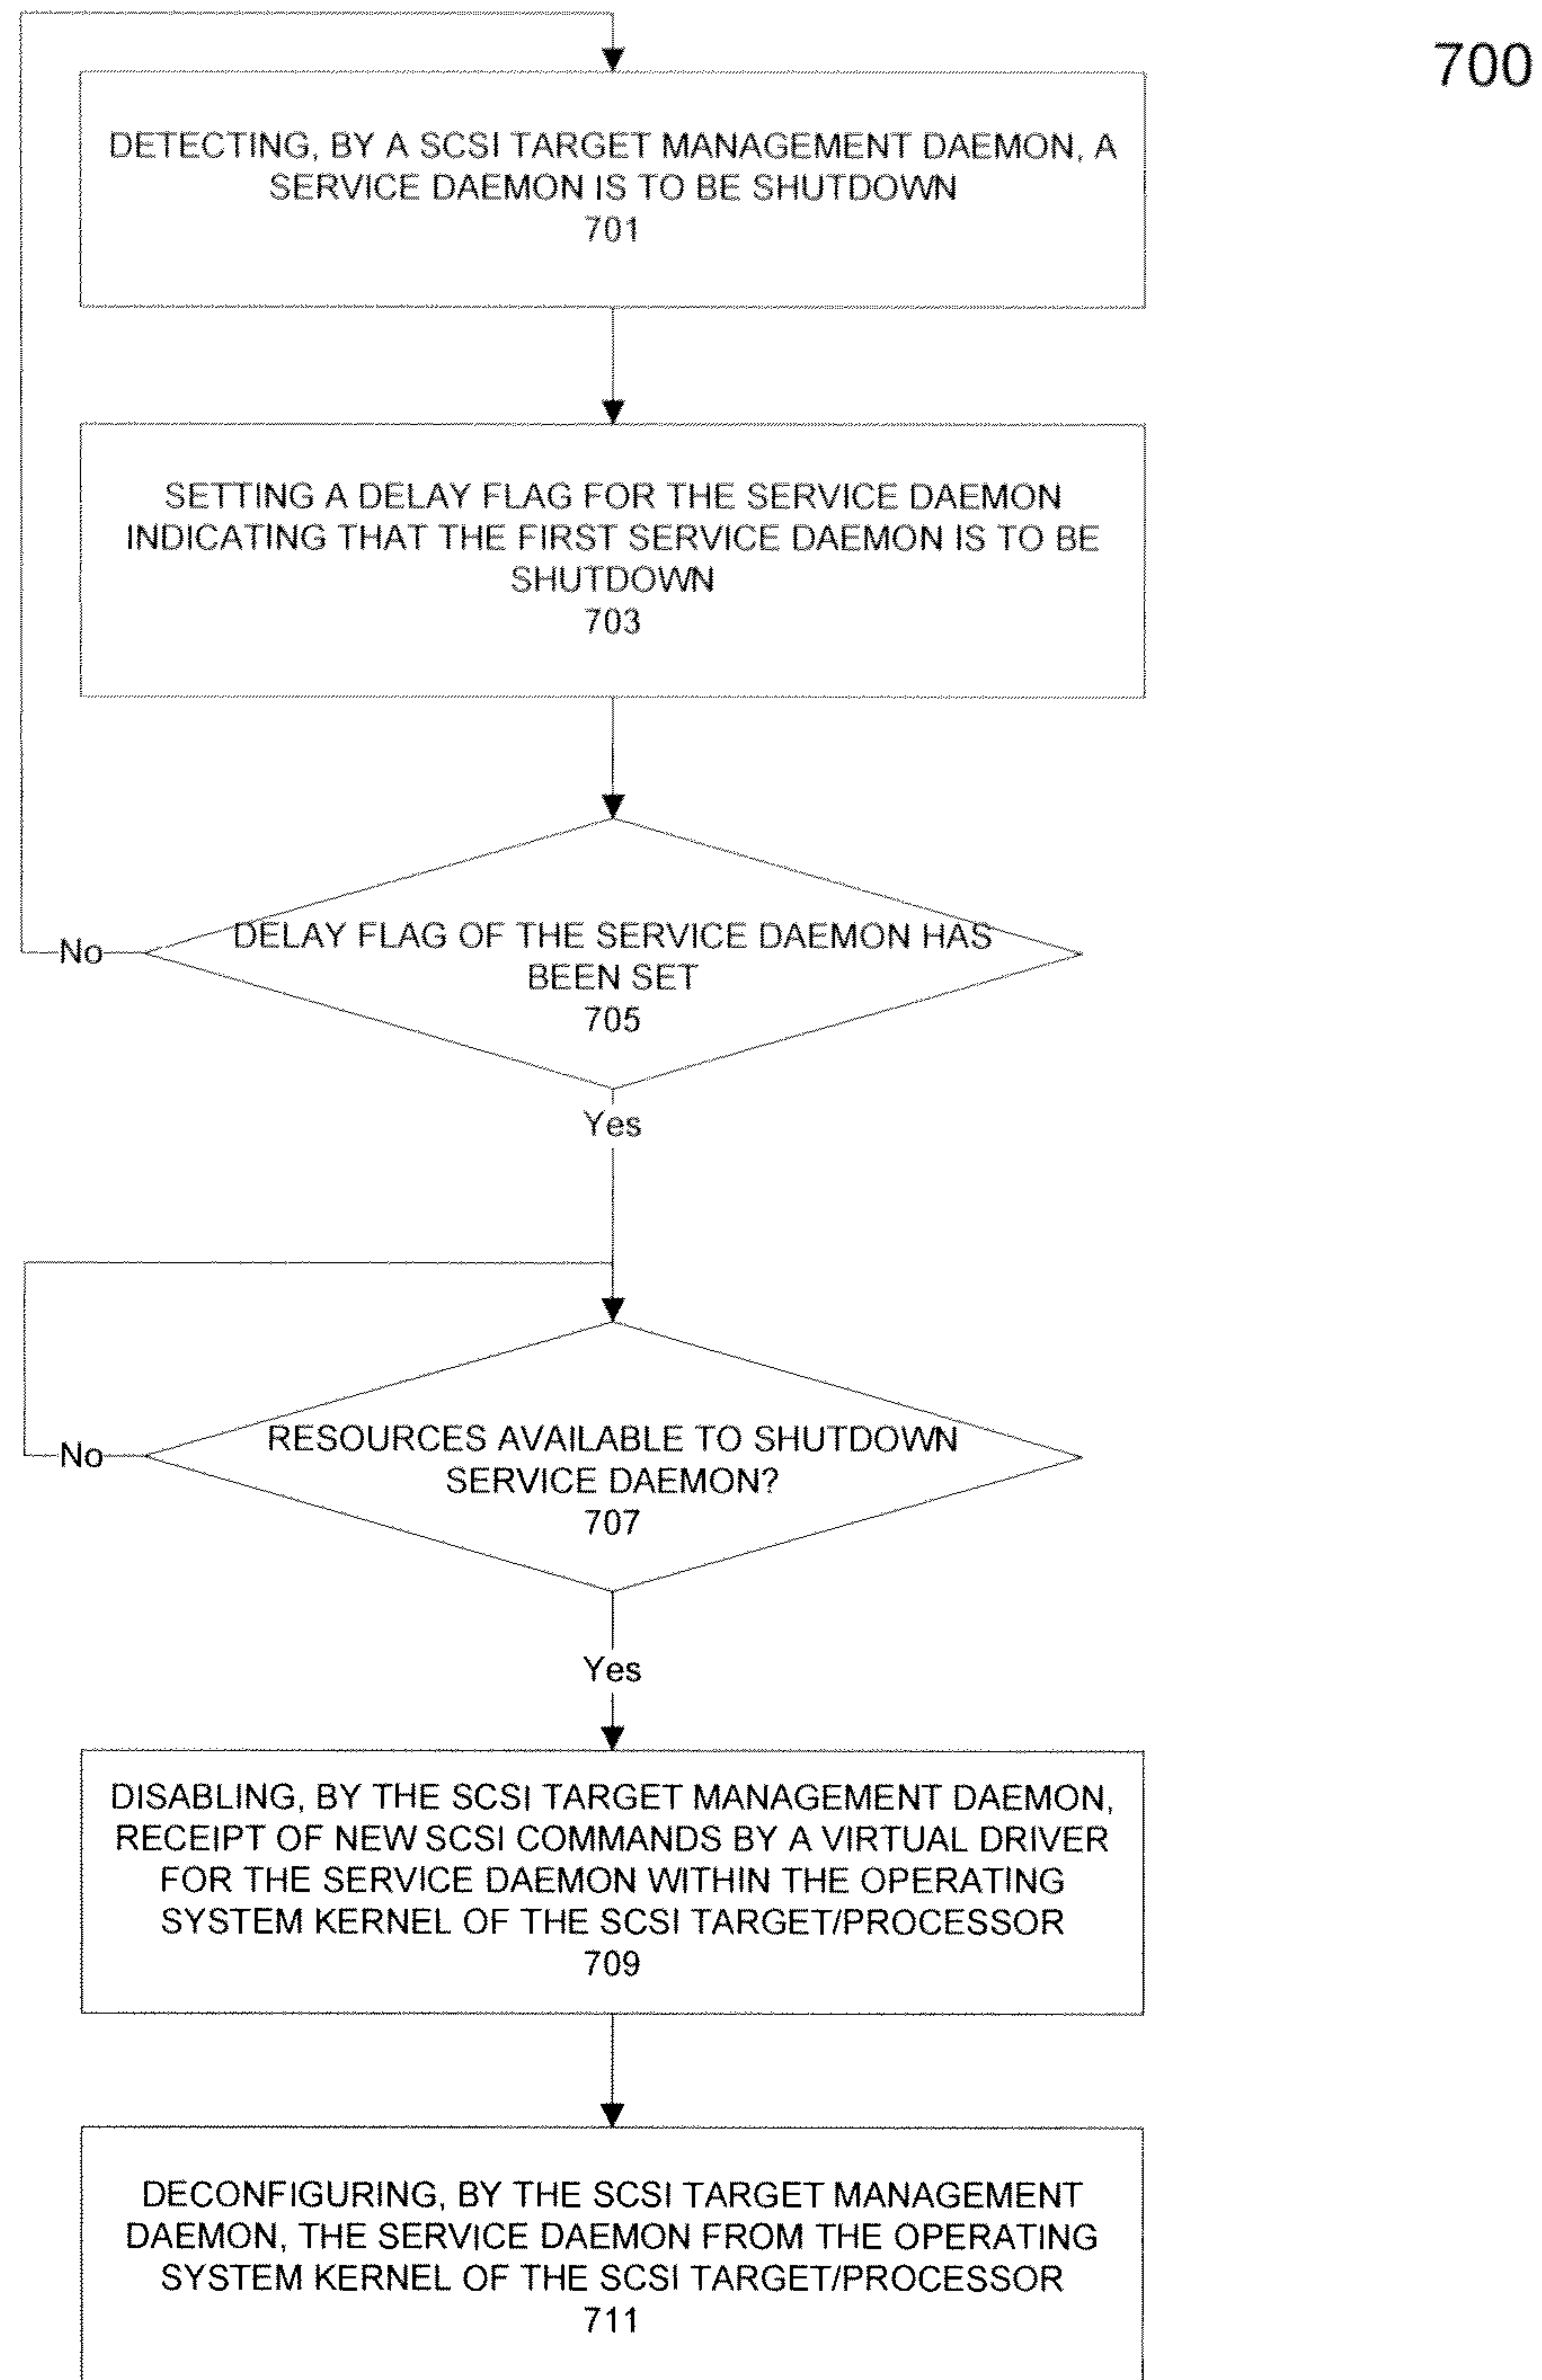 700
DETECTING, BY A SCSI TARGET MANAGEMENT DAEMON, A
SERVICE DAEMON IS TO BE SHUTDOWN
701
SETTING A DELAY FLAG FOR THE SERVICE DAEMON
INDICATING THAT THE FIRST SERVICE DAEMON IS TO BE
SHUTDOWN
703
DELAY FLAG OF THE SERVICE DAEMON HAS
BEEN SET
705
No
Yes
RESOURCES AVAILABLE TO SHUTDOWN
SERVICE DAEMON?
707
No
Yes
DISABLING, BY THE SCSI TARGET MANAGEMENT DAEMON,
RECEIPT OF NEW SCSI COMMANDS BY A VIRTUAL DRIVER
FOR THE SERVICE DAEMON WITHIN THE OPERATING
SYSTEM KERNEL OF THE SCSI TARGET/PROCESSOR
709
DECONFIGURING, BY THE SCSI TARGET MANAGEMENT
DAEMON, THE SERVICE DAEMON FROM THE OPERATING
SYSTEM KERNEL OF THE SCSI TARGET/PROCESSOR
711